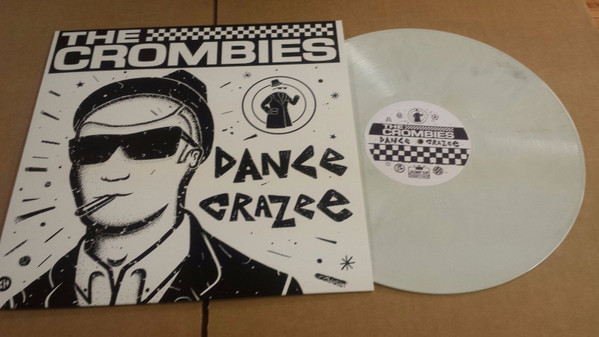 THE
CROMBIES
DANCE
CRAZEE
THE
CROMBIES
DANCE CRAZEE